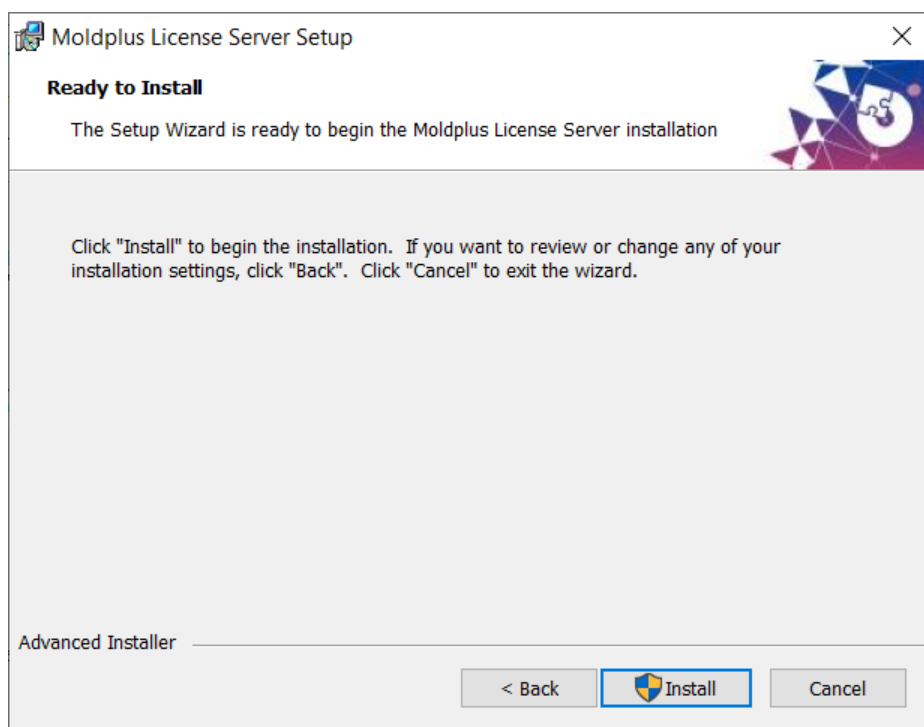 Moldplus License Server Setup
Ready to Install
The Setup Wizard is ready to begin the Moldplus License Server installation
Click "Install" to begin the installation.  If you want to review or change any of your
installation settings, click "Back".  Click "Cancel" to exit the wizard.
Advanced Installer
< Back
Install
Cancel